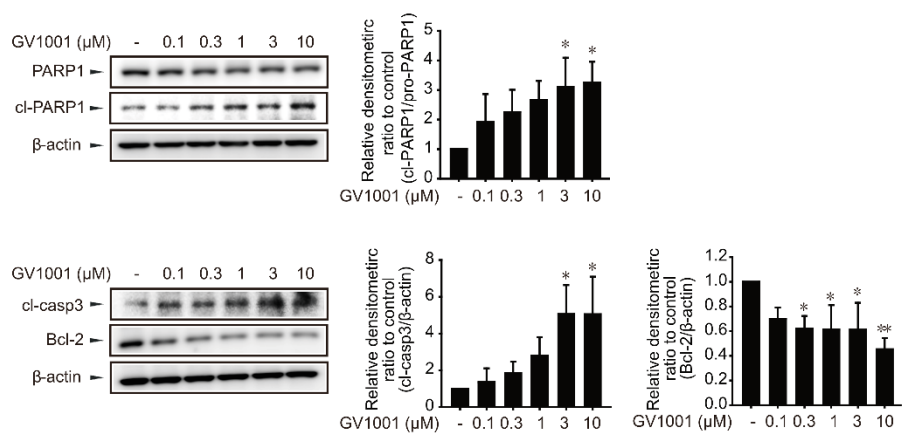 GV1001 (μM) - 0.1 0.3 1 3 10
PARP1
cl-PARP1
β-actin
Relative densitometirc
ratio to control
(cl-PARP1/pro-PARP1)
5
4
3
2
1
0
* *
GV1001 (μM) - 0.1 0.3 1 3 10
GV1001 (μM) - 0.1 0.3 1 3 10
cl-casp3
Bcl-2
β-actin
Relative densitometirc
ratio to control
(cl-casp3/β-actin)
8
6
4
2
0
* *
GV1001 (μM) - 0.1 0.3 1 3 10
Relative densitometirc
ratio to control
(Bcl-2/β-actin)
1.2
1.0
0.8
0.6
0.4
0.2
0.0
* * * **
GV1001 (μM) - 0.1 0.3 1 3 10